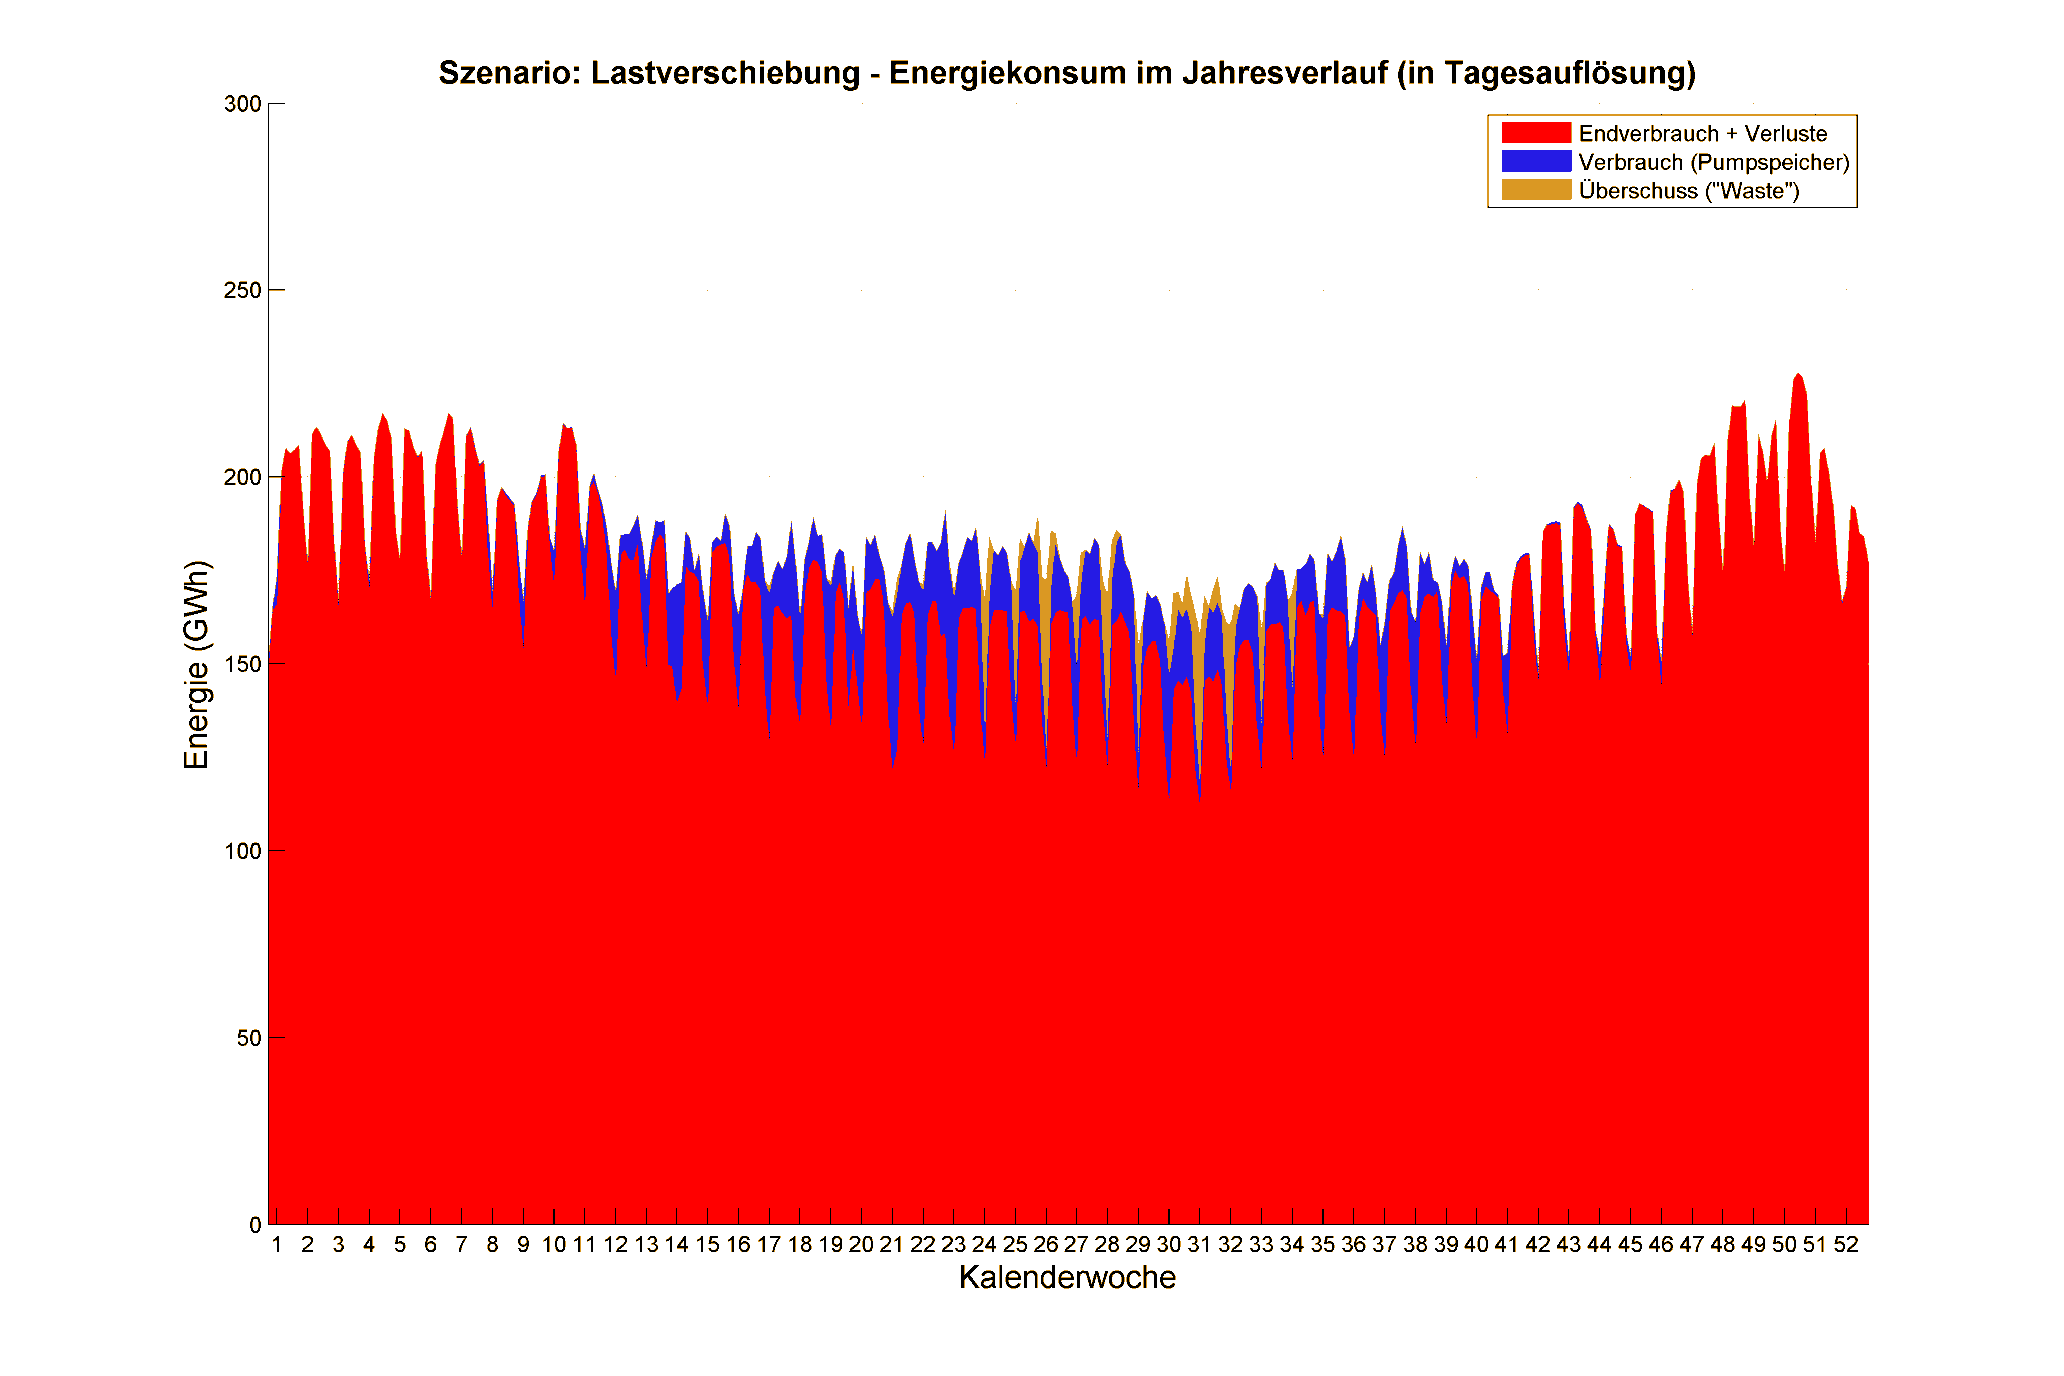 Szenario: Lastverschiebung - Energiekonsum im Jahresverlauf (in Tagesauflösung)
300
Endverbrauch + Verluste
Verbrauch (Pumpspeicher)
Überschuss ("Waste")
250
200
150
100
50
0
Energie (GWh)
1 2 3 4 5 6 7 8 9 10 11 12 13 14 15 16 17 18 19 20 21 22 23 24 25 26 27 28 29 30 31 32 33 34 35 36 37 38 39 40 41 42 43 44 45 46 47 48 49 50 51 52
Kalenderwoche